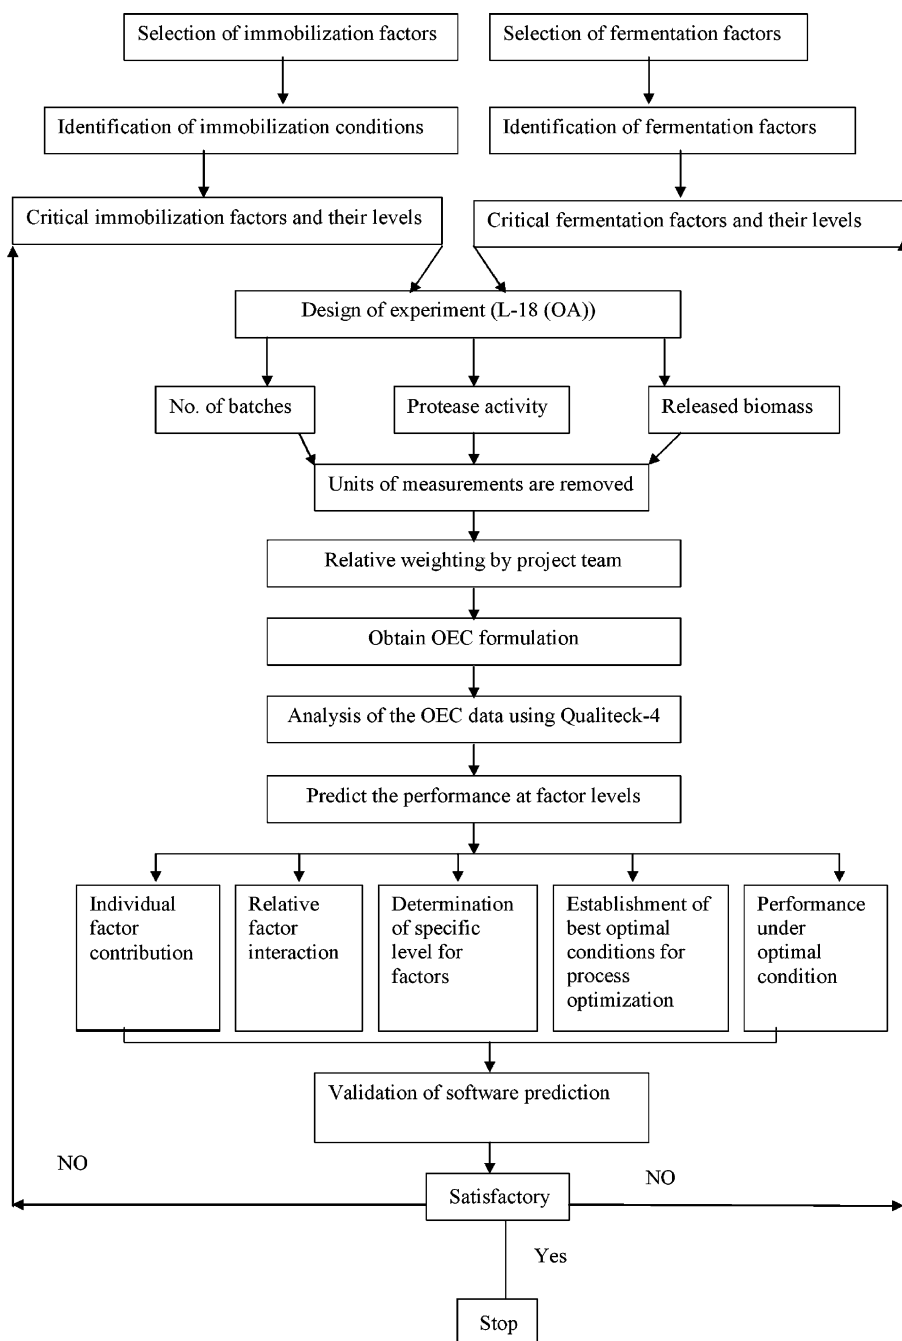 Selection of immobilization factors
Selection of fermentation factors
Identification of immobilization conditions
Identification of fermentation factors
Critical immobilization factors and their levels
Critical fermentation factors and their levels
Design of experiment (L-18 (OA))
No. of batches
Protease activity
Released biomass
Units of measurements are removed
Relative weighting by project team
Obtain OEC formulation
Analysis of the OEC data using Qualiteck-4
Predict the performance at factor levels
Individual
factor
contribution
Relative
factor
interaction
Determination
of specific
level for
factors
Establishment of
best optimal
conditions for
process
optimization
Performance
under
optimal
condition
Validation of software prediction
NO
NO
Satisfactory
Yes
Stop